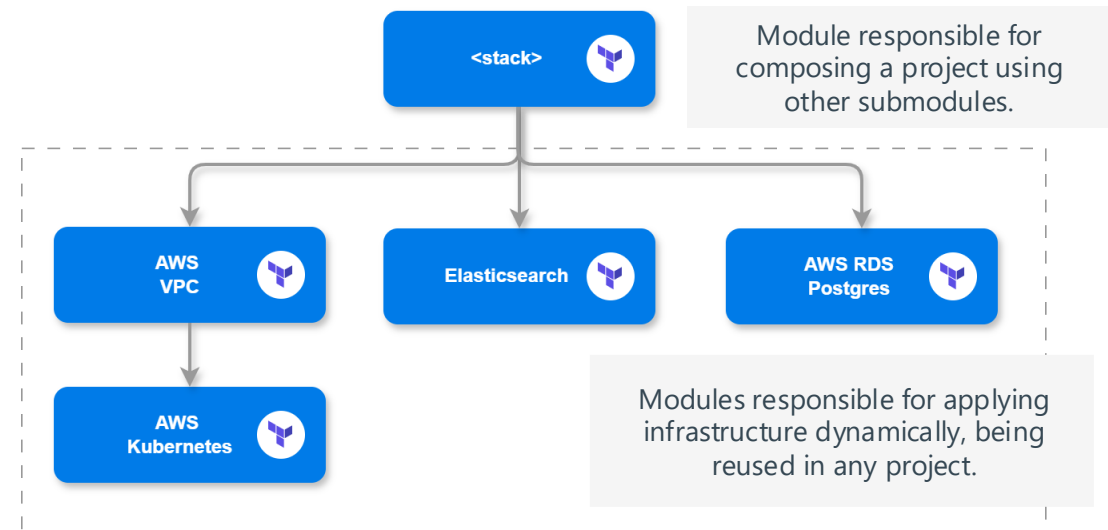 <stack>
Module responsible for
composing a project using
other submodules.
AWS
VPC
Elasticsearch
AWS RDS
Postgres
AWS
Kubernetes
Modules responsible for applying
infrastructure dynamically, being
reused in any project.